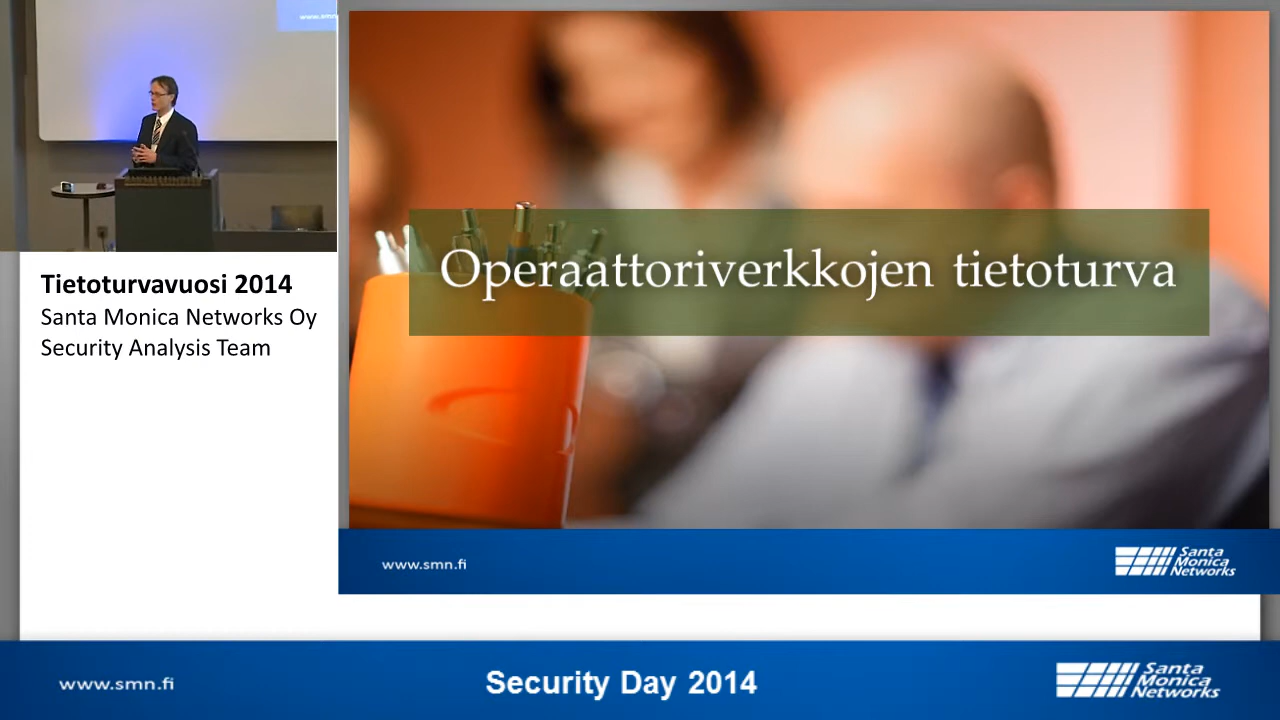 Tietoturvavuosi 2014
Santa Monica Networks Oy
Security Analysis Team
Operaattoriverkkojen tietoturva
www.smn.fi
Santa
Monica
Networks
www.smn.fi
Security Day 2014
Santa
Monica
Networks